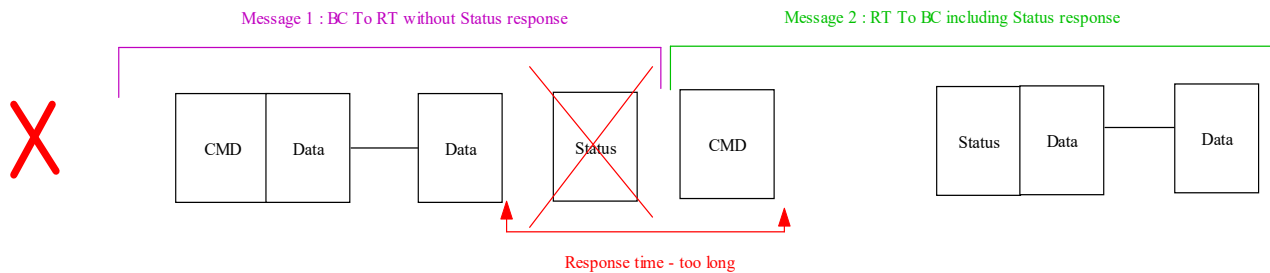 Message 1 : BC To RT without Status response
Message 2 : RT To BC including Status response
CMD
Data
Data
Status
CMD
Status
Data
Data
Response time - too long